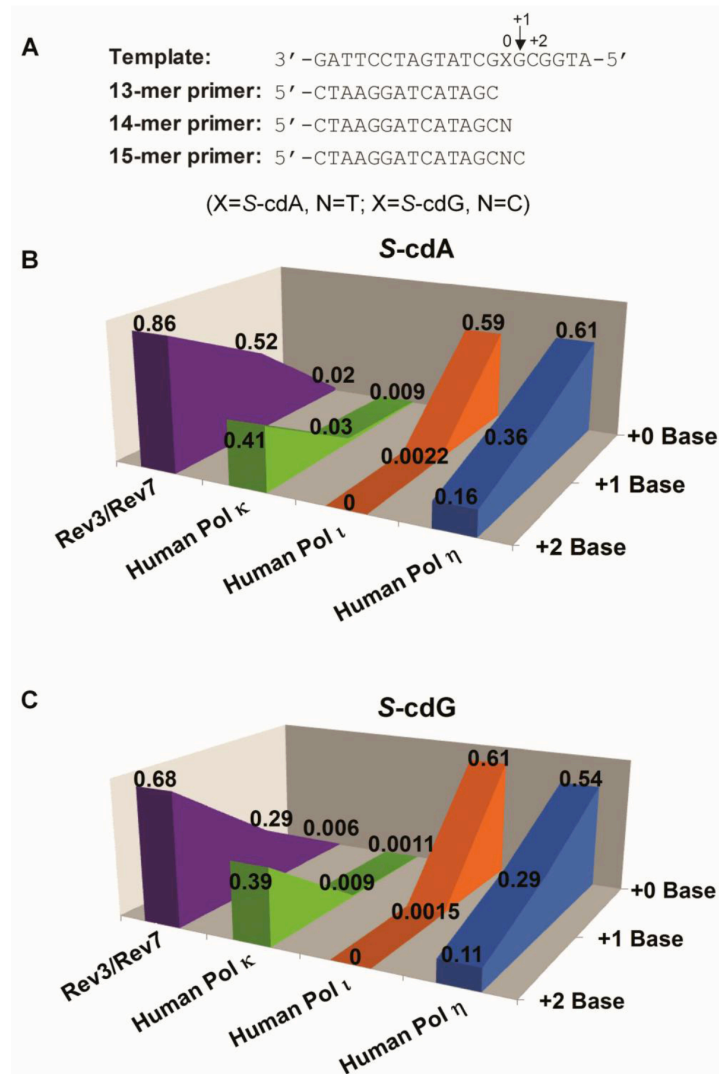 A
+1
0 +2
Template: 3'-GATTCCTAGTATCGXGCGGTA-5'
13-mer primer: 5'-CTAAGGATCATAGC
14-mer primer: 5'-CTAAGGATCATAGCN
15-mer primer: 5'-CTAAGGATCATAGCNC
(X=S-cdA, N=T; X=S-cdG, N=C)
B
S-cdA
0.86
0.52
0.02
0.41
0.03
0.009
0
0.0022
0.59
0.16
0.36
0.61
+0 Base
+1 Base
+2 Base
Rev3/Rev7
Human Pol κ
Human Pol ι
Human Pol η
C
S-cdG
0.68
0.29
0.006
0.39
0.009
0.0011
0
0.0015
0.61
0.11
0.29
0.54
+0 Base
+1 Base
+2 Base
Rev3/Rev7
Human Pol κ
Human Pol ι
Human Pol η